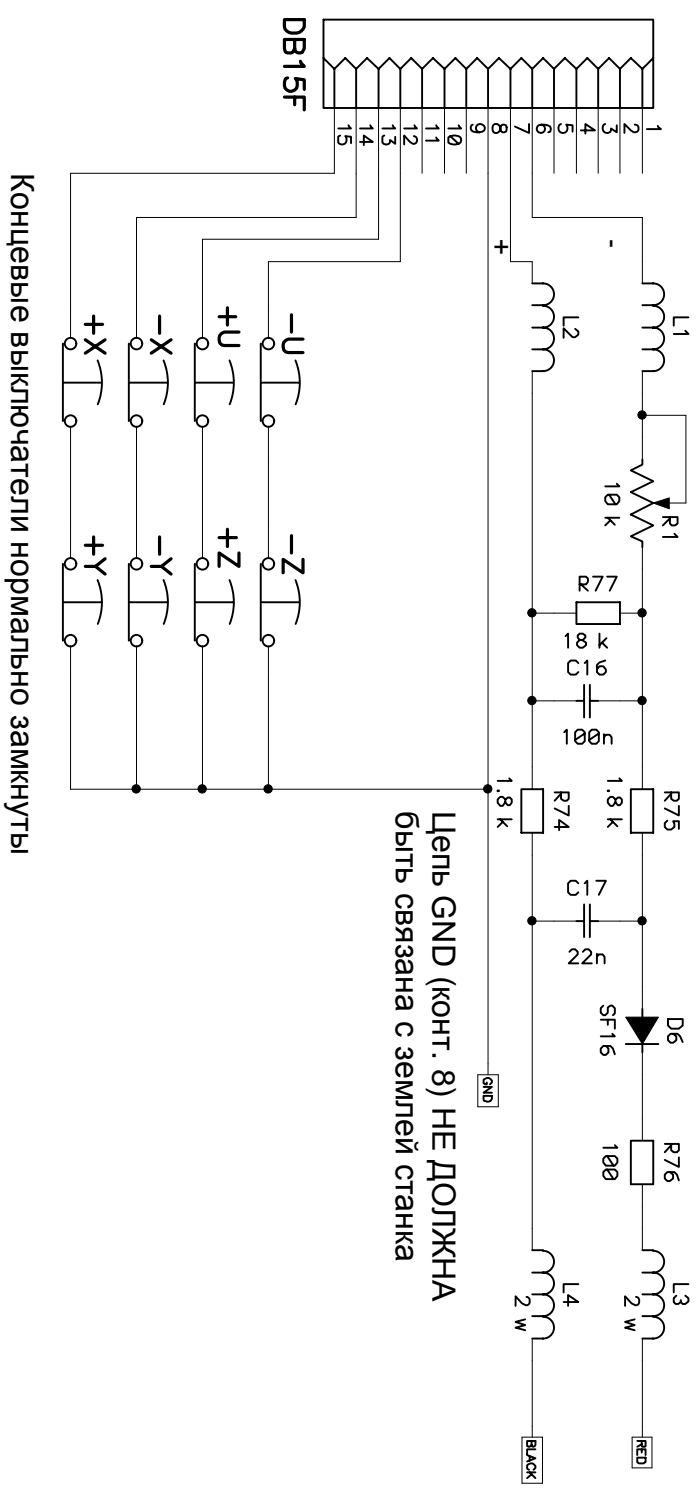 DB15F
1
2
3
4
5
6
7
8
9
10
11
12
13
14
15
-
+
L1
L2
R1
10 k
R77
18 k
C16
100n
R75
1.8 k
R74
1.8 k
C17
22n
D6
SF16
R76
100
L3
2 w
L4
2 w
RED
BLACK
GND
Цепь GND (конт. 8) НЕ ДОЛЖНА
быть связана с землей станка
−U
−Z
+U
+Z
−X
−Y
+X
+Y
Концевые выключатели нормально замкнуты